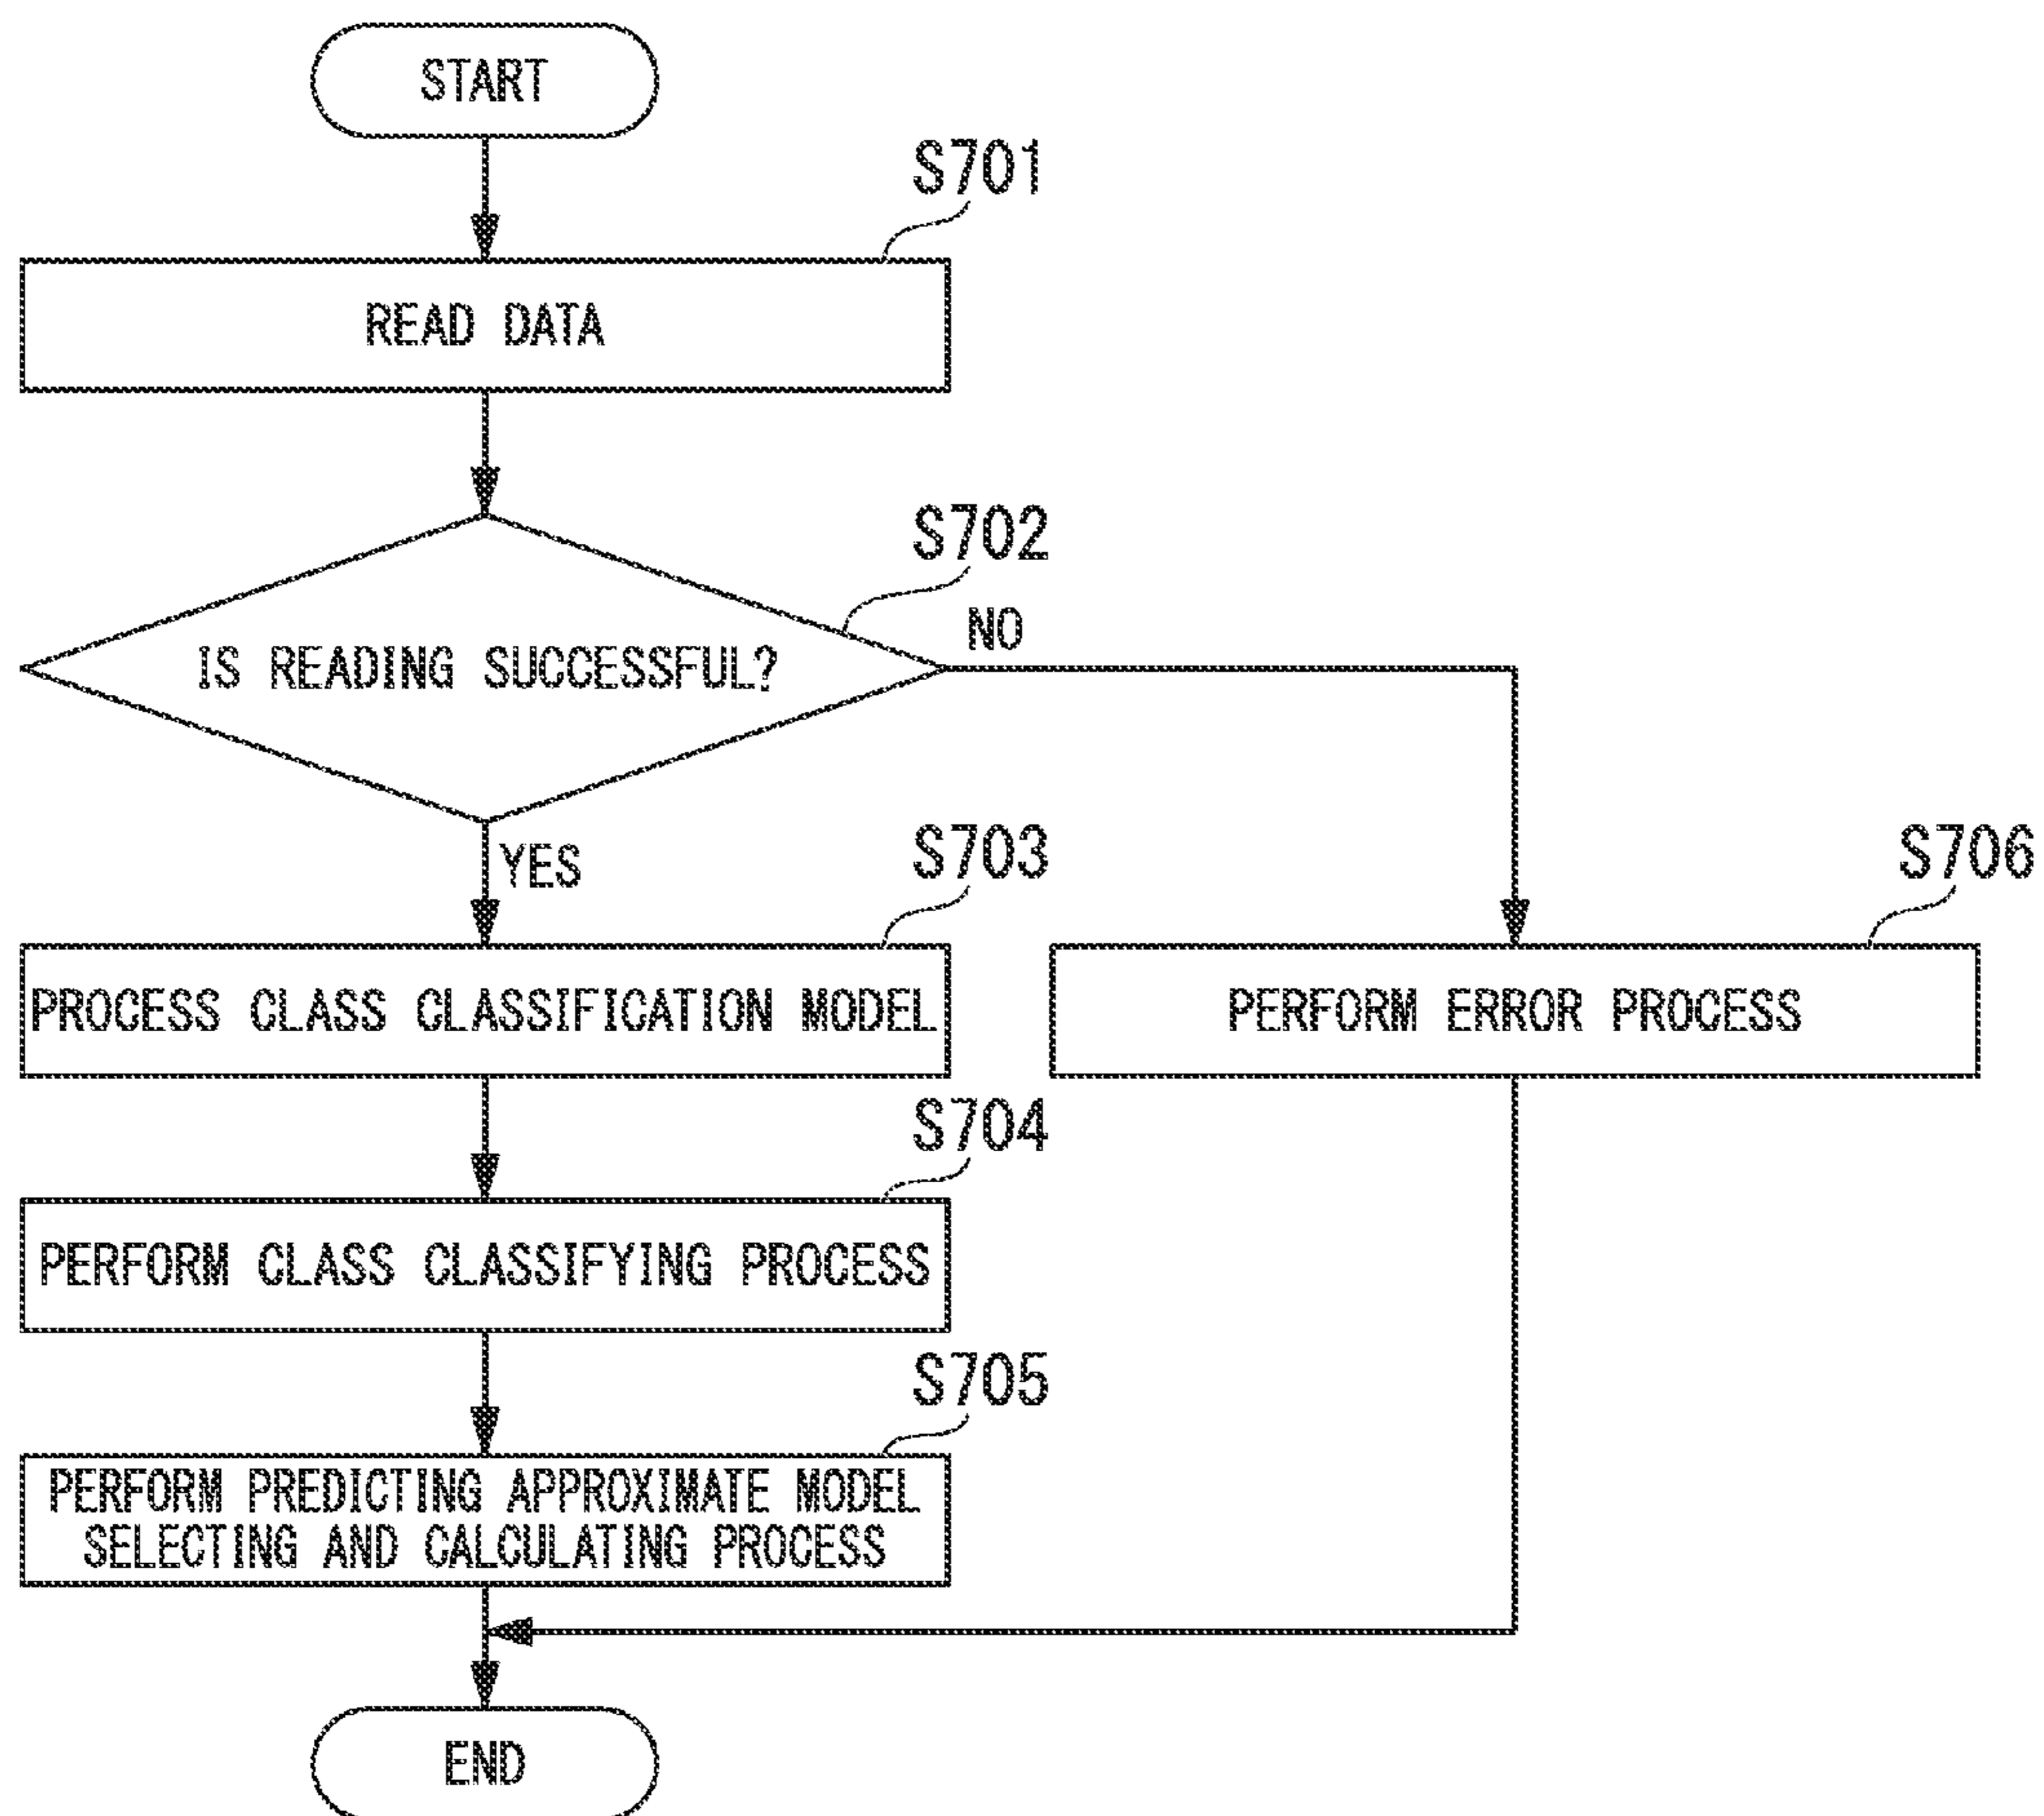 START
S701
READ DATA
S702
IS READING SUCCESSFUL?
NO
YES
S703
S706
PROCESS CLASS CLASSIFICATION MODEL
PERFORM ERROR PROCESS
S704
PERFORM CLASS CLASSIFYING PROCESS
S705
PERFORM PREDICTING APPROXIMATE MODEL
SELECTING AND CALCULATING PROCESS
END